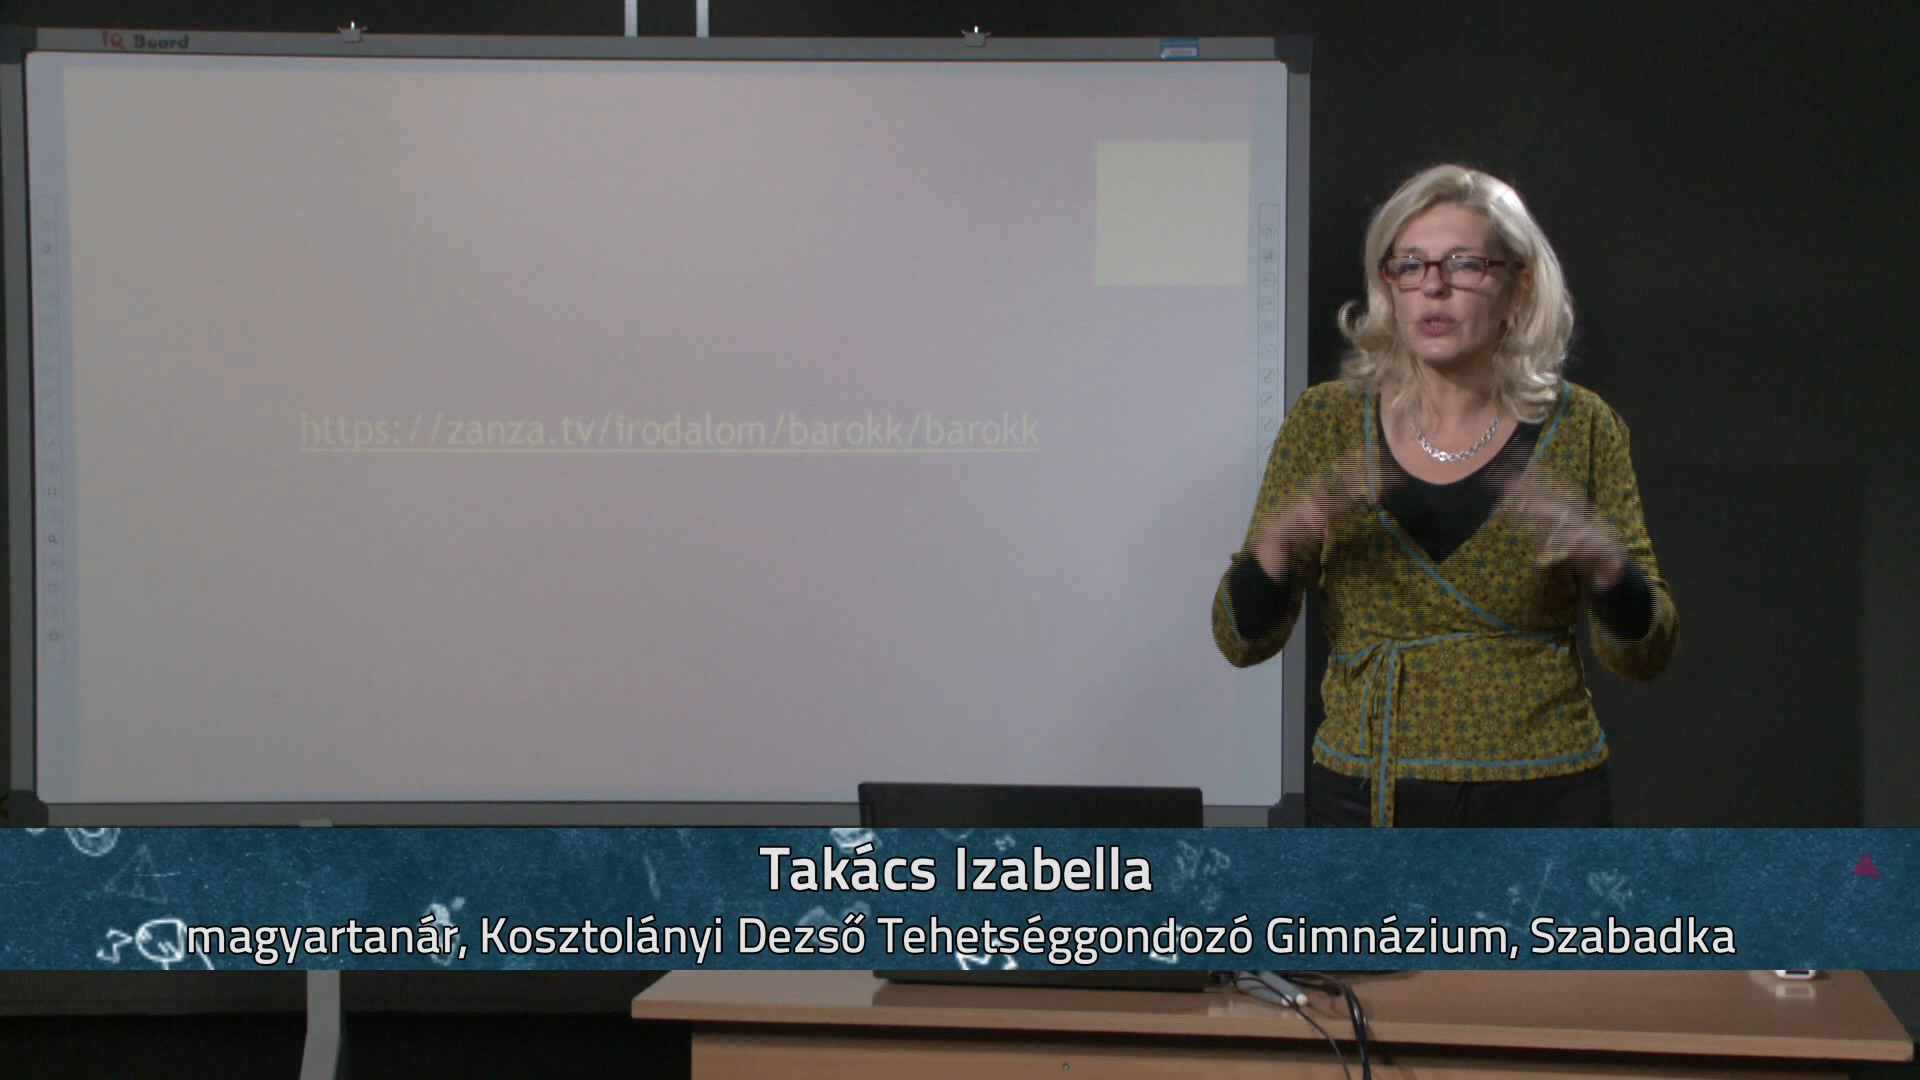 IQ Board
https://zanza.tv/irodalom/barokk/barokk
Takács Izabella
magyartanár, Kosztolányi Dezső Tehetséggondozó Gimnázium, Szabadka